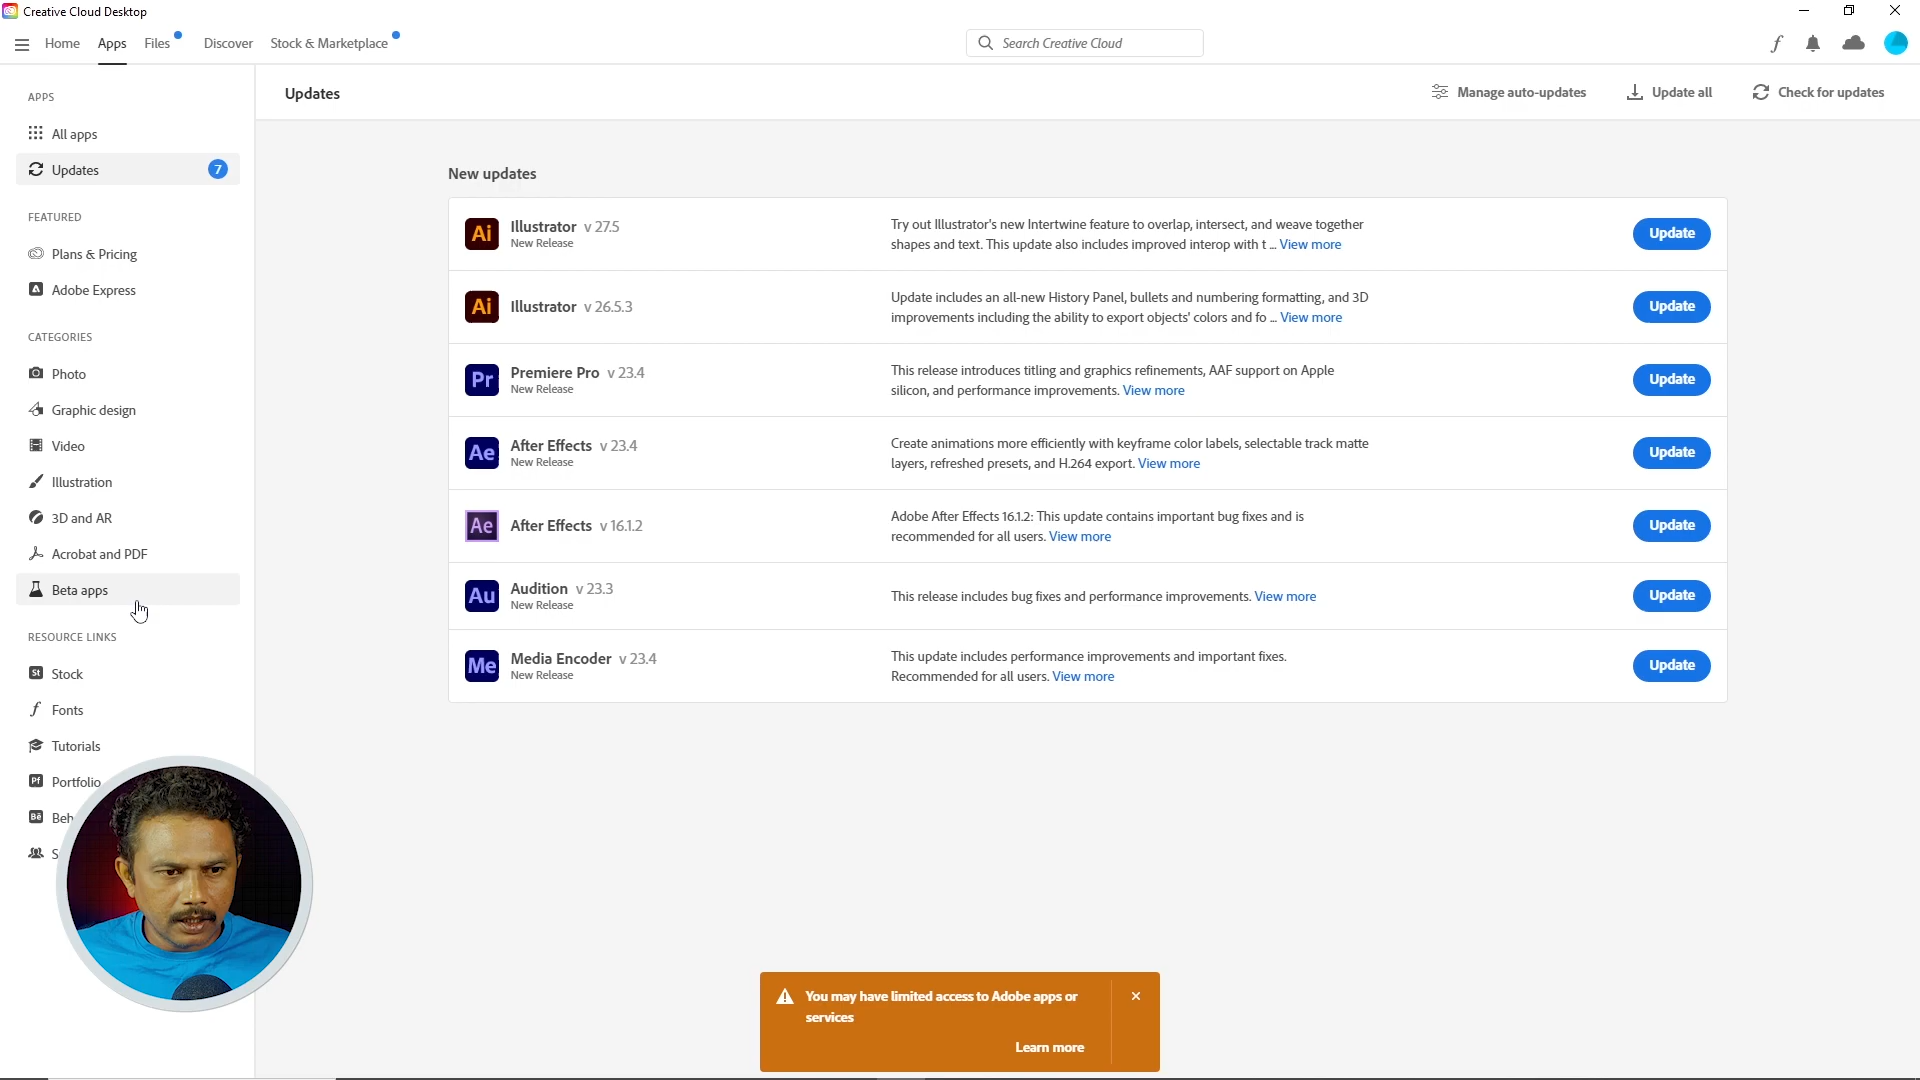 Creative Cloud Desktop
Home Apps Files Discover Stock & Marketplace
Search Creative Cloud
APPS
All apps
Updates 7
FEATURED
Plans & Pricing
Adobe Express
CATEGORIES
Photo
Graphic design
Video
Illustration
3D and AR
Acrobat and PDF
Beta apps
RESOURCE LINKS
St Stock
Fonts
Tutorials
Pf Portfolio
Bē Beh
S
Updates
Manage auto-updates Update all Check for updates
New updates
Ai Illustrator v 27.5
New Release
Try out Illustrator's new Intertwine feature to overlap, intersect, and weave together
shapes and text. This update also includes improved interop with t ... View more
Update
Ai Illustrator v 26.5.3
Update includes an all-new History Panel, bullets and numbering formatting, and 3D
improvements including the ability to export objects' colors and fo ... View more
Update
Pr Premiere Pro v 23.4
New Release
This release introduces titling and graphics refinements, AAF support on Apple
silicon, and performance improvements. View more
Update
Ae After Effects v 23.4
New Release
Create animations more efficiently with keyframe color labels, selectable track matte
layers, refreshed presets, and H.264 export. View more
Update
Ae After Effects v 16.1.2
Adobe After Effects 16.1.2: This update contains important bug fixes and is
recommended for all users. View more
Update
Au Audition v 23.3
New Release
This release includes bug fixes and performance improvements. View more
Update
Me Media Encoder v 23.4
New Release
This update includes performance improvements and important fixes.
Recommended for all users. View more
Update
You may have limited access to Adobe apps or
services
Learn more